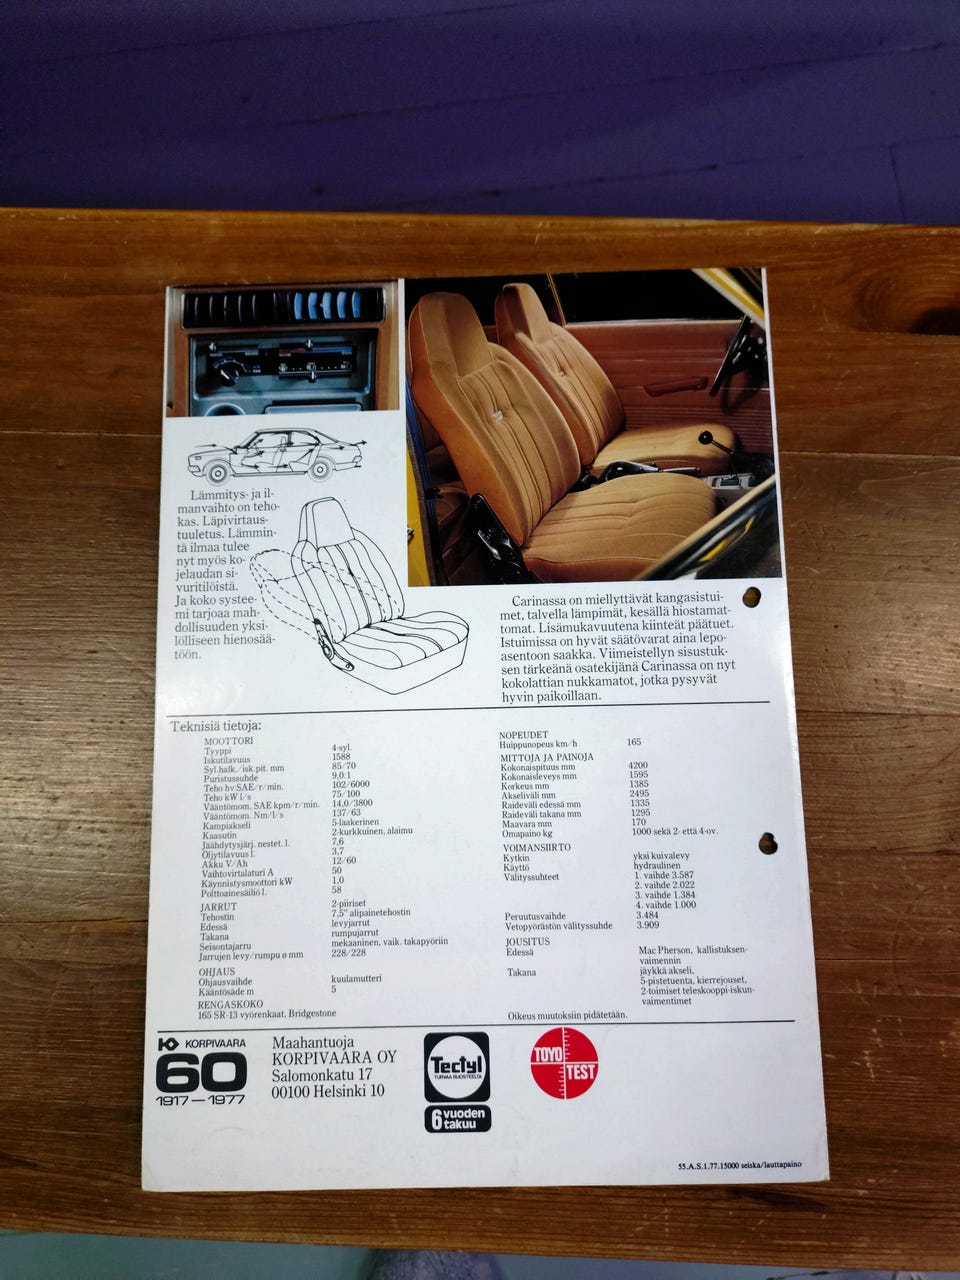 Lämmitys- ja il-
manvaihto on teho-
kas. Läpivirtaus-
tuuletus. Lämmin-
tä ilmaa tulee
nyt myös ko-
jelaudan si-
vuritilöistä.
Ja koko systee-
mi tarjoaa mah-
dollisuuden yksi-
lölliseen hienosää-
töön.
Carinassa on miellyttävät kangasistui-
met, talvella lämpimät, kesällä hiostamat-
tomat. Lisämukavuutena kiinteät päätuet.
Istuimissa on hyvät säätövarat aina lepo-
asentoon saakka. Viimeistellyn sisustuk-
sen tärkeänä osatekijänä Carinassa on nyt
kokolattian nukkamatot, jotka pysyvät
hyvin paikoillaan.
Teknisiä tietoja:
MOOTTORI
Tyyppi 4-syl.
Iskutilavuus 1588
Syl.halk./isk.pit. mm 85/70
Puristussuhde 9,0:1
Teho hv SAE/r/min. 102/6000
Teho kW l/s 75/100
Vääntömom. SAE kpm/r/min. 14,0/3800
Vääntömom. Nm/l/s 137/63
Kampiakseli 5-laakerinen
Kaasutin 2-kurkkuinen, alaimu
Jäähdytysjärj. nestet. l. 7,6
Öljytilavuus l. 3,7
Akku V/Ah 12/60
Vaihtovirtalaturi A 50
Käynnistysmoottori kW 1,0
Polttoainesäiliö l. 58
JARRUT 2-piiriset
Tehostin 7,5" alipainetehostin
Edessä levyjarrut
Takana rumpujarrut
Seisontajarru mekaaninen, vaik. takapyöriin
Jarrujen levy/rumpu ø mm 228/228
OHJAUS
Ohjausvaihde kuulamutteri
Kääntösäde m 5
RENGASKOKO
165 SR-13 vyörenkaat, Bridgestone
NOPEUDET
Huippunopeus km/h 165
MITTOJA JA PAINOJA
Kokonaispituus mm 4200
Kokonaisleveys mm 1595
Korkeus mm 1385
Akseliväli mm 2495
Raideväli edessä mm 1335
Raideväli takana mm 1295
Maavara mm 170
Omapaino kg 1000 sekä 2- että 4-ov.
VOIMANSIIRTO
Kytkin yksi kuivalevy
Käyttö hydraulinen
Välityssuhteet 1. vaihde 3.587
2. vaihde 2.022
3. vaihde 1.384
4. vaihde 1.000
Peruutusvaihde 3.484
Vetopyörästön välityssuhde 3.909
JOUSITUS
Edessä Mac Pherson, kallistuksen-
vaimennin
Takana jäykkä akseli,
5-pistetuenta, kierrejouset,
2-toimiset teleskooppi-iskun-
vaimentimet
Oikeus muutoksiin pidätetään.
KORPIVAARA
60
1917–1977
Maahantuoja
KORPIVAARA OY
Salomonkatu 17
00100 Helsinki 10
Tectyl
TURVAA RUOSTEELTA
6 vuoden
takuu
TOYO
TEST
55.A.S.1.77.15000 seiska/lauttapaino